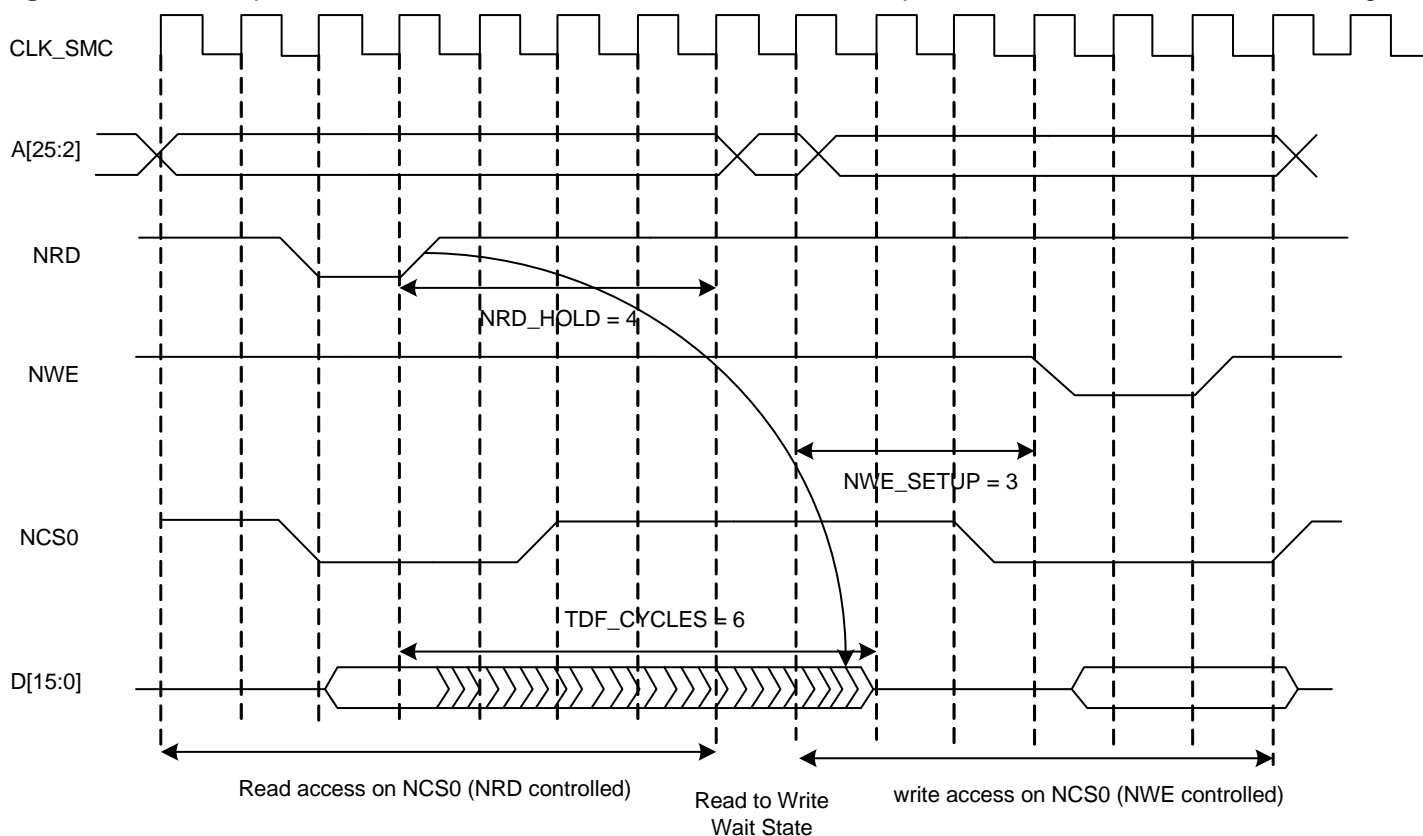 CLK_SMC
A[25:2]
NRD
NRD_HOLD = 4
NWE
NWE_SETUP = 3
NCS0
TDF_CYCLES = 6
D[15:0]
Read access on NCS0 (NRD controlled)
Read to Write
Wait State
write access on NCS0 (NWE controlled)